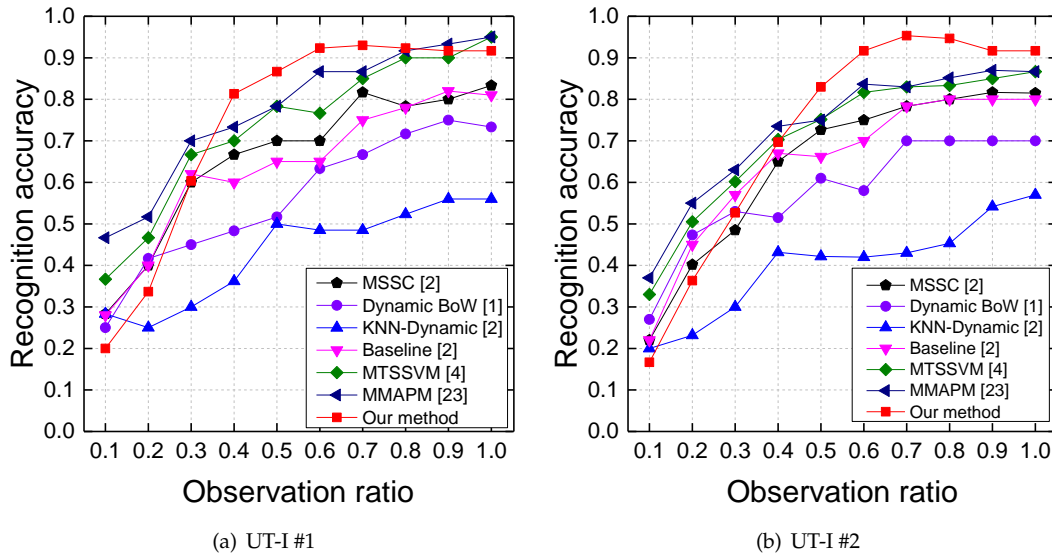 1.0
0.9
0.8
0.7
0.6
0.5
0.4
0.3
0.2
0.1
0.0
Recognition accuracy
MSSC [2]
Dynamic BoW [1]
KNN-Dynamic [2]
Baseline [2]
MTSSVM [4]
MMAPM [23]
Our method
0.1 0.2 0.3 0.4 0.5 0.6 0.7 0.8 0.9 1.0
Observation ratio
(a) UT-I #1
1.0
0.9
0.8
0.7
0.6
0.5
0.4
0.3
0.2
0.1
0.0
Recognition accuracy
MSSC [2]
Dynamic BoW [1]
KNN-Dynamic [2]
Baseline [2]
MTSSVM [4]
MMAPM [23]
Our method
0.1 0.2 0.3 0.4 0.5 0.6 0.7 0.8 0.9 1.0
Observation ratio
(b) UT-I #2